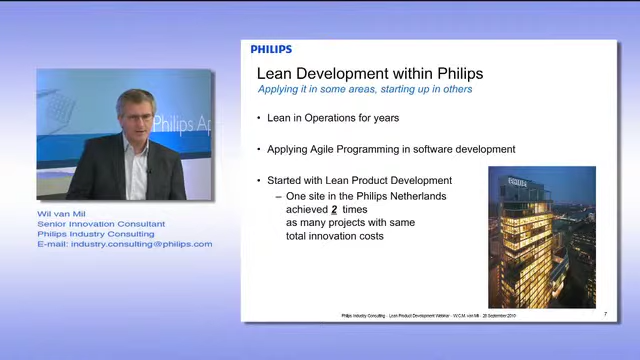 PHILIPS
Lean Development within Philips
Applying it in some areas, starting up in others
• Lean in Operations for years
• Applying Agile Programming in software development
• Started with Lean Product Development
– One site in the Philips Netherlands
achieved 2 times
as many projects with same
total innovation costs
Philips Ap
Wil van Mil
Senior Innovation Consultant
Philips Industry Consulting
E-mail: industry.consulting@philips.com
Philips Industry Consulting - Lean Product Development Webinar - W.C.M. van Mil - 28 September 2010
7